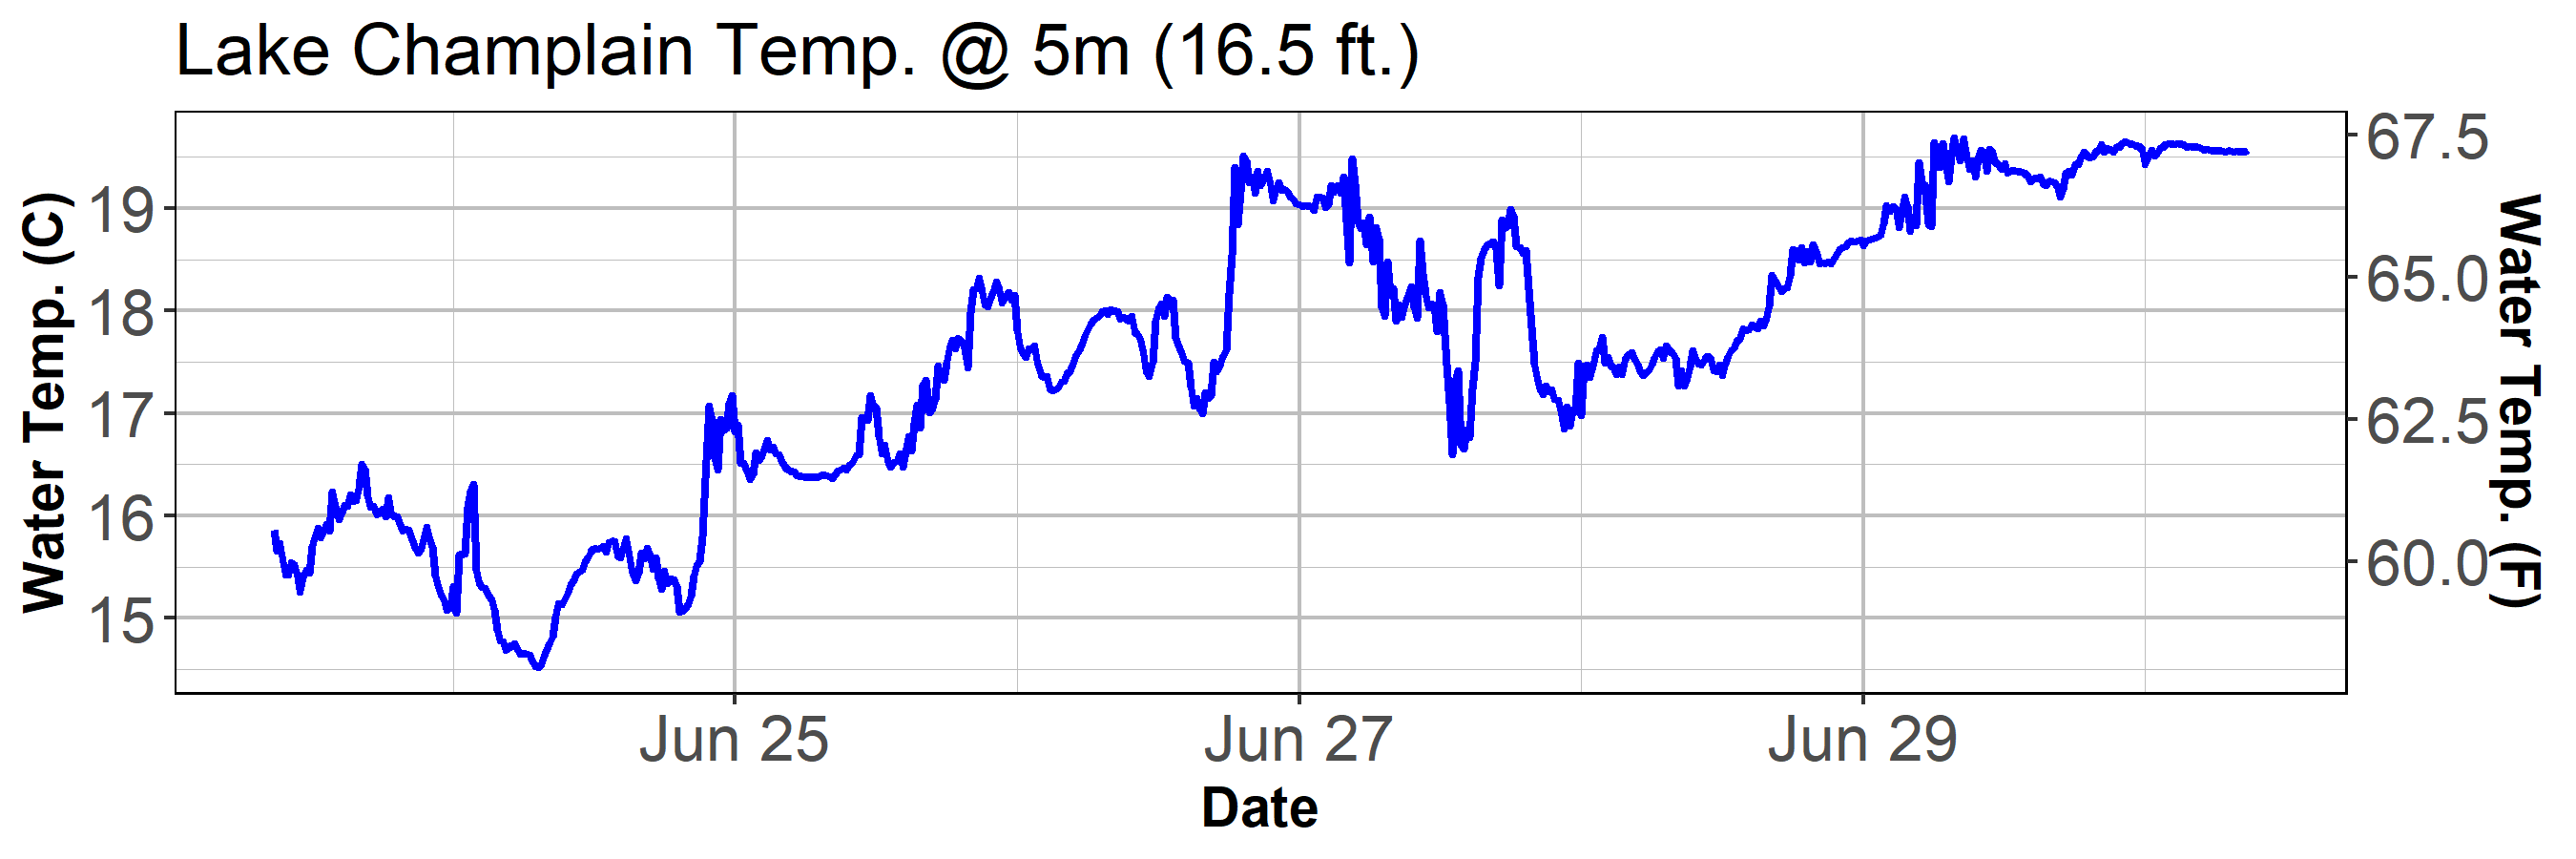 Lake Champlain Temp. @ 5m (16.5 ft.)
Water Temp. (C)
19
18
17
16
15
67.5
65.0
62.5
60.0
Water Temp. (F)
Jun 25 Jun 27 Jun 29
Date